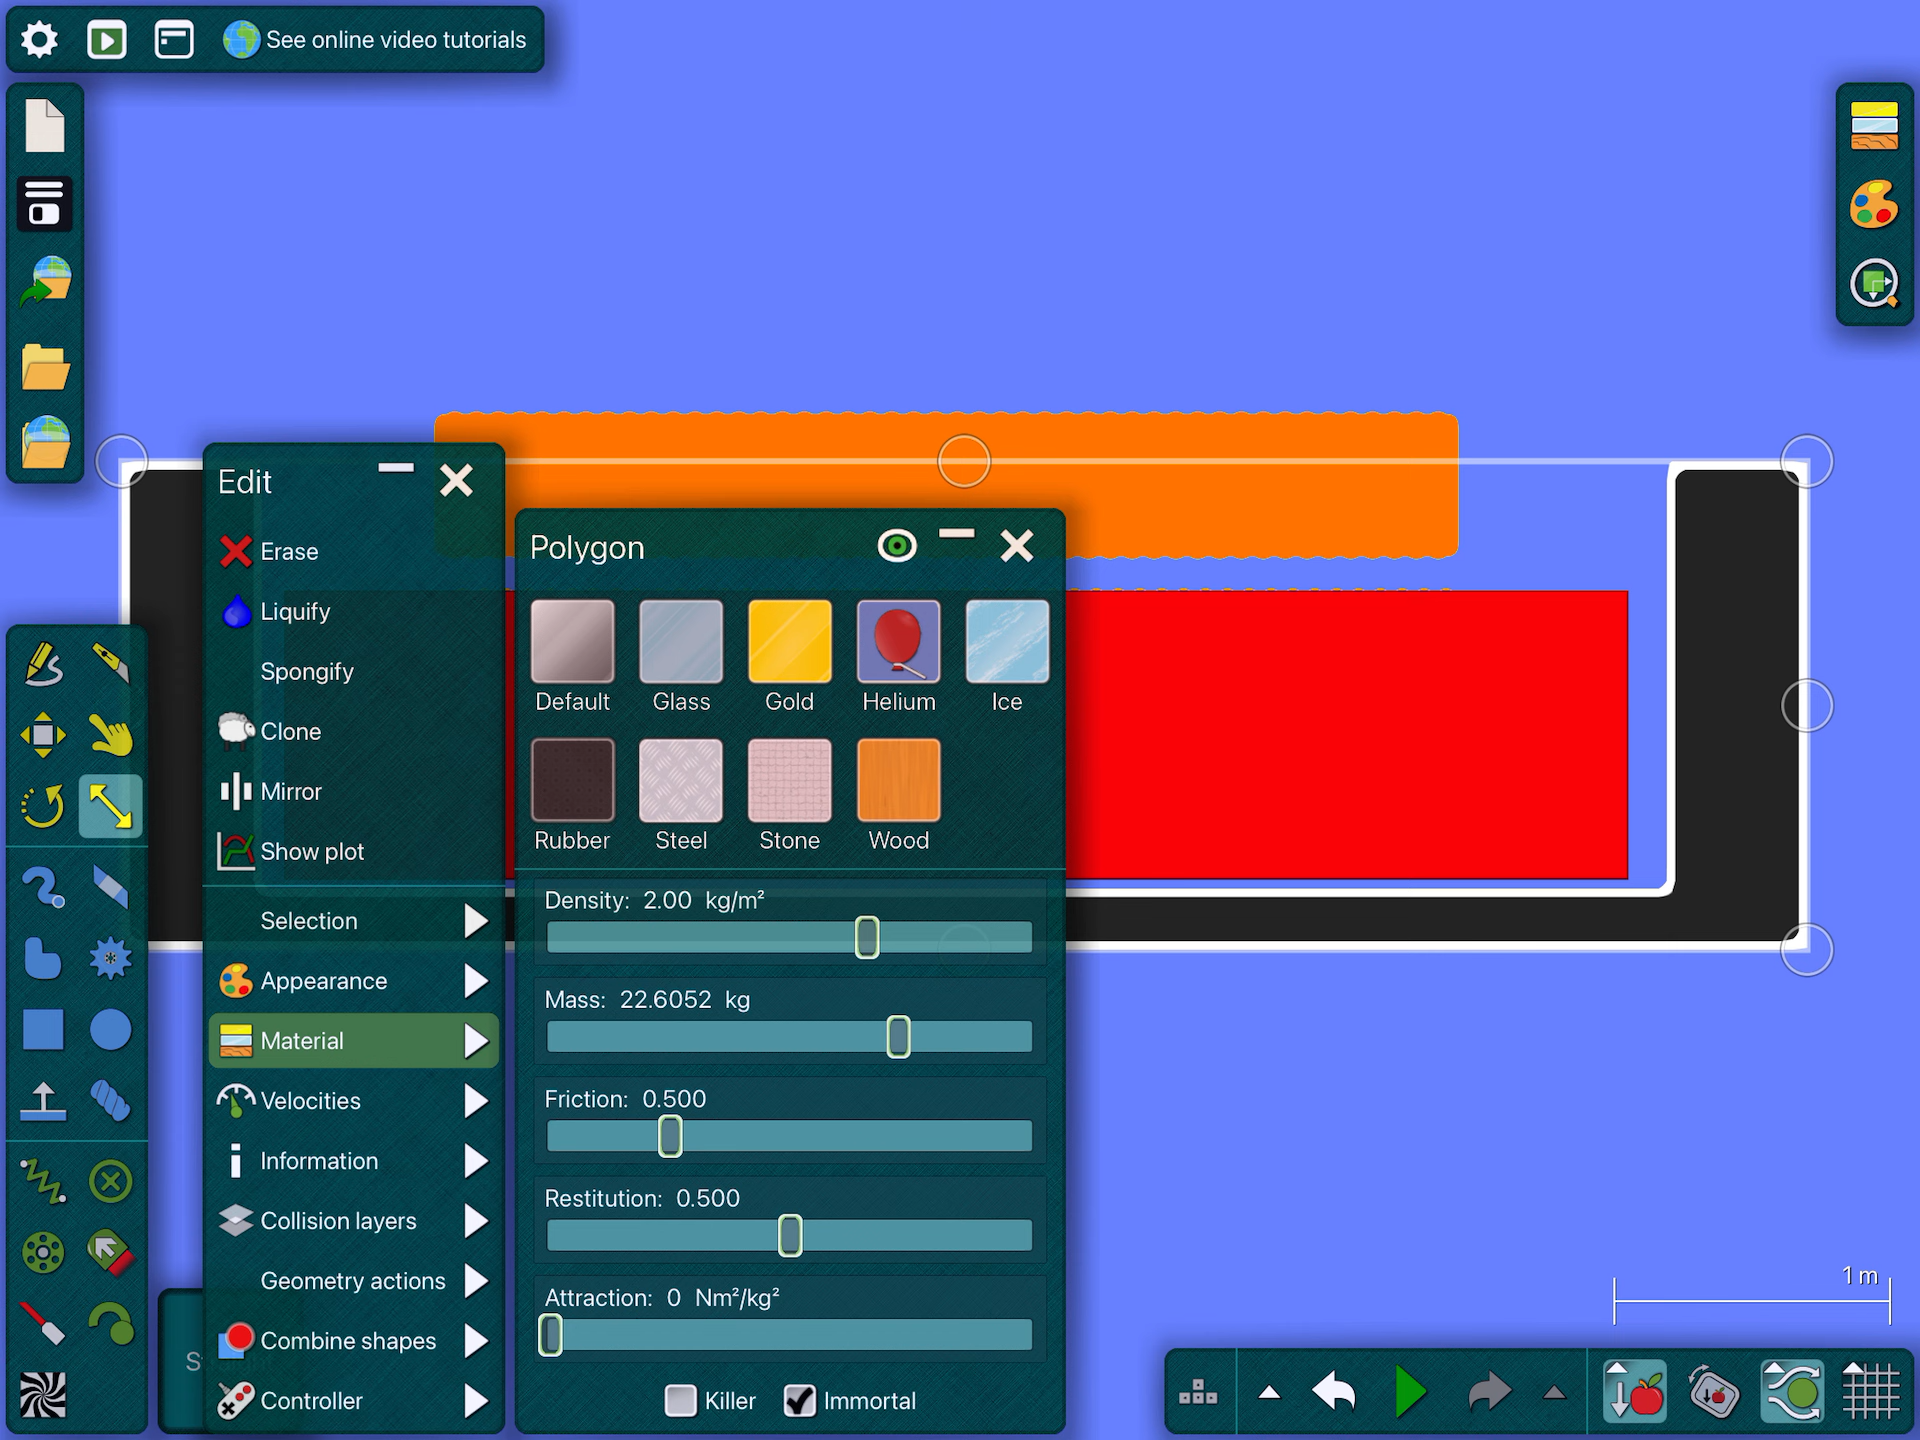 See online video tutorials
Edit
Erase
Liquify
Spongify
Clone
Mirror
Show plot
Selection
Appearance
Material
Velocities
Information
Collision layers
Geometry actions
Combine shapes
Controller
Polygon
Default Glass Gold Helium Ice
Rubber Steel Stone Wood
Density: 2.00 kg/m²
Mass: 22.6052 kg
Friction: 0.500
Restitution: 0.500
Attraction: 0 Nm²/kg²
Killer Immortal
1 m